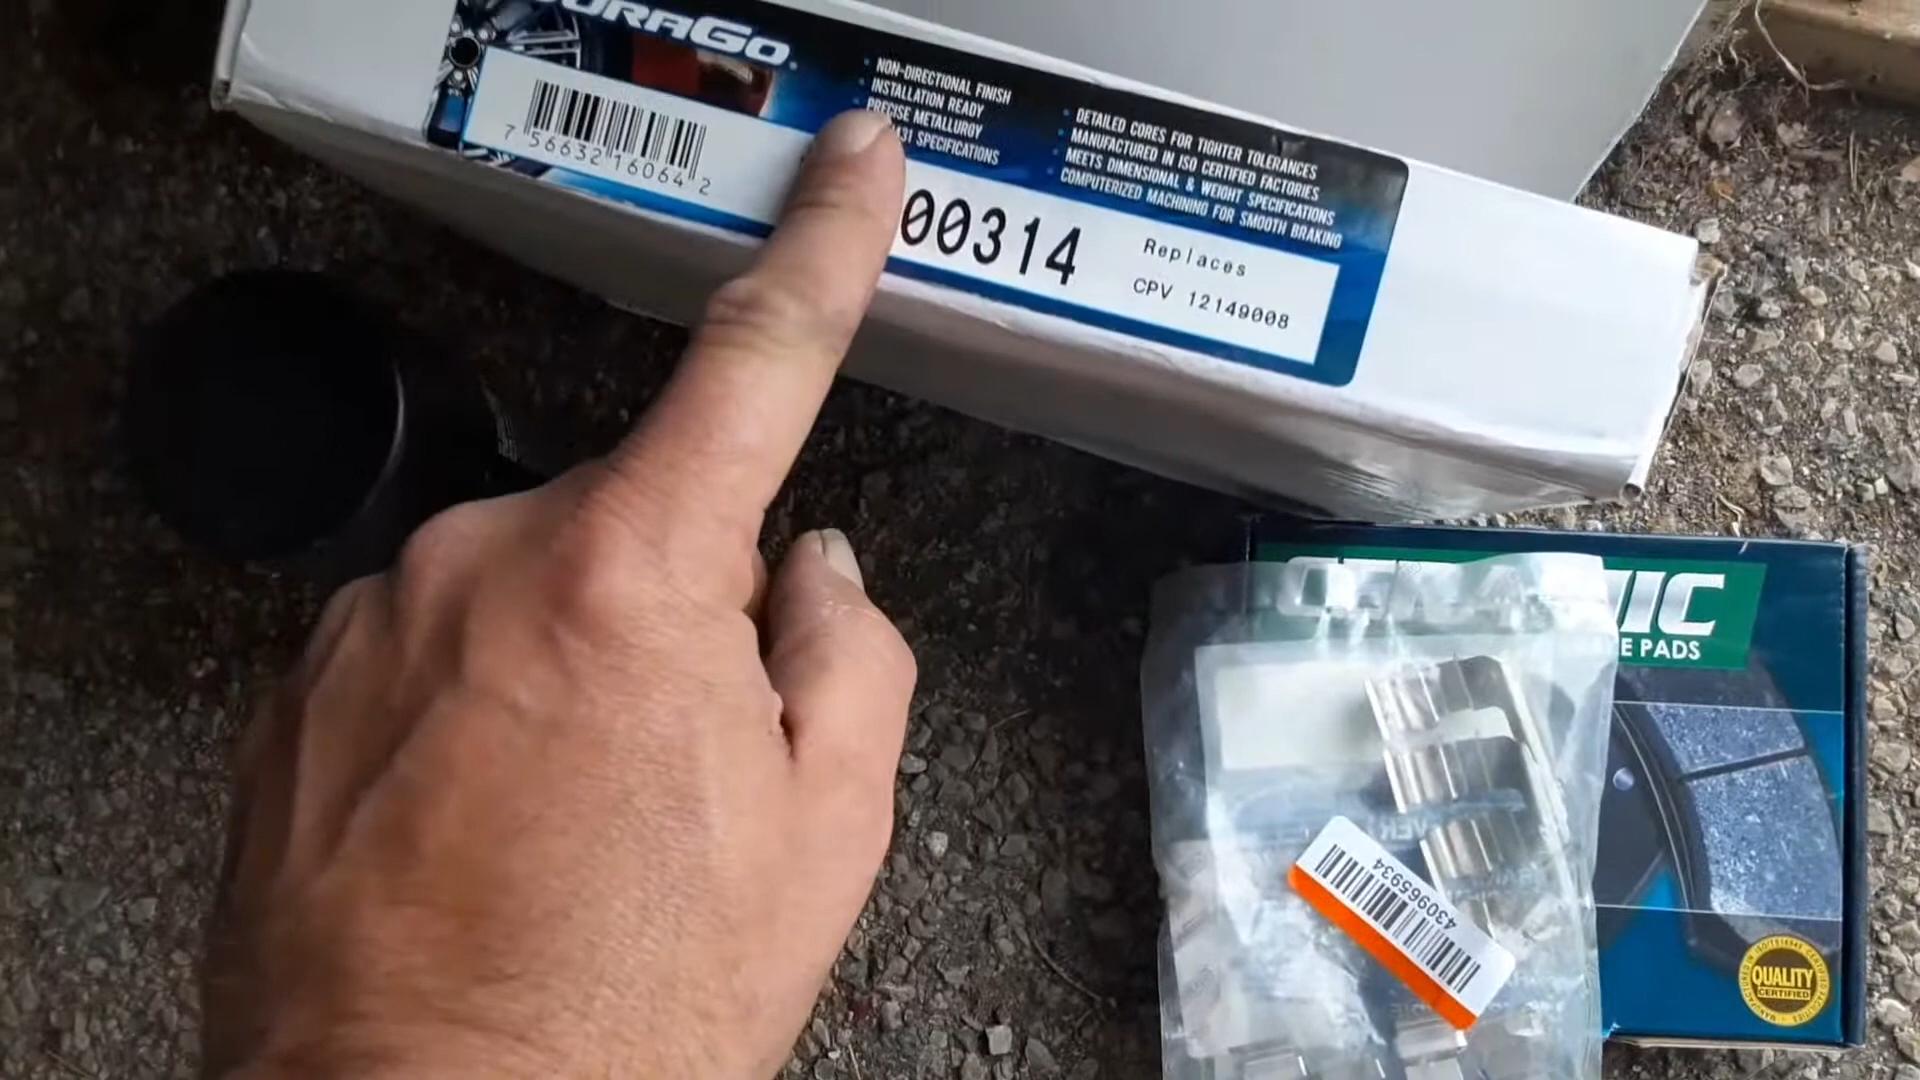 DURAGO
NON-DIRECTIONAL FINISH
INSTALLATION READY
PRECISE METALLURGY
31 SPECIFICATIONS
DETAILED CORES FOR TIGHTER TOLERANCES
MANUFACTURED IN ISO CERTIFIED FACTORIES
MEETS DIMENSIONAL & WEIGHT SPECIFICATIONS
COMPUTERIZED MACHINING FOR SMOOTH BRAKING
7 56632 16064 2
00314
Replaces
CPV 12149008
CERAMIC
E PADS
430965934
QUALITY
CERTIFIED